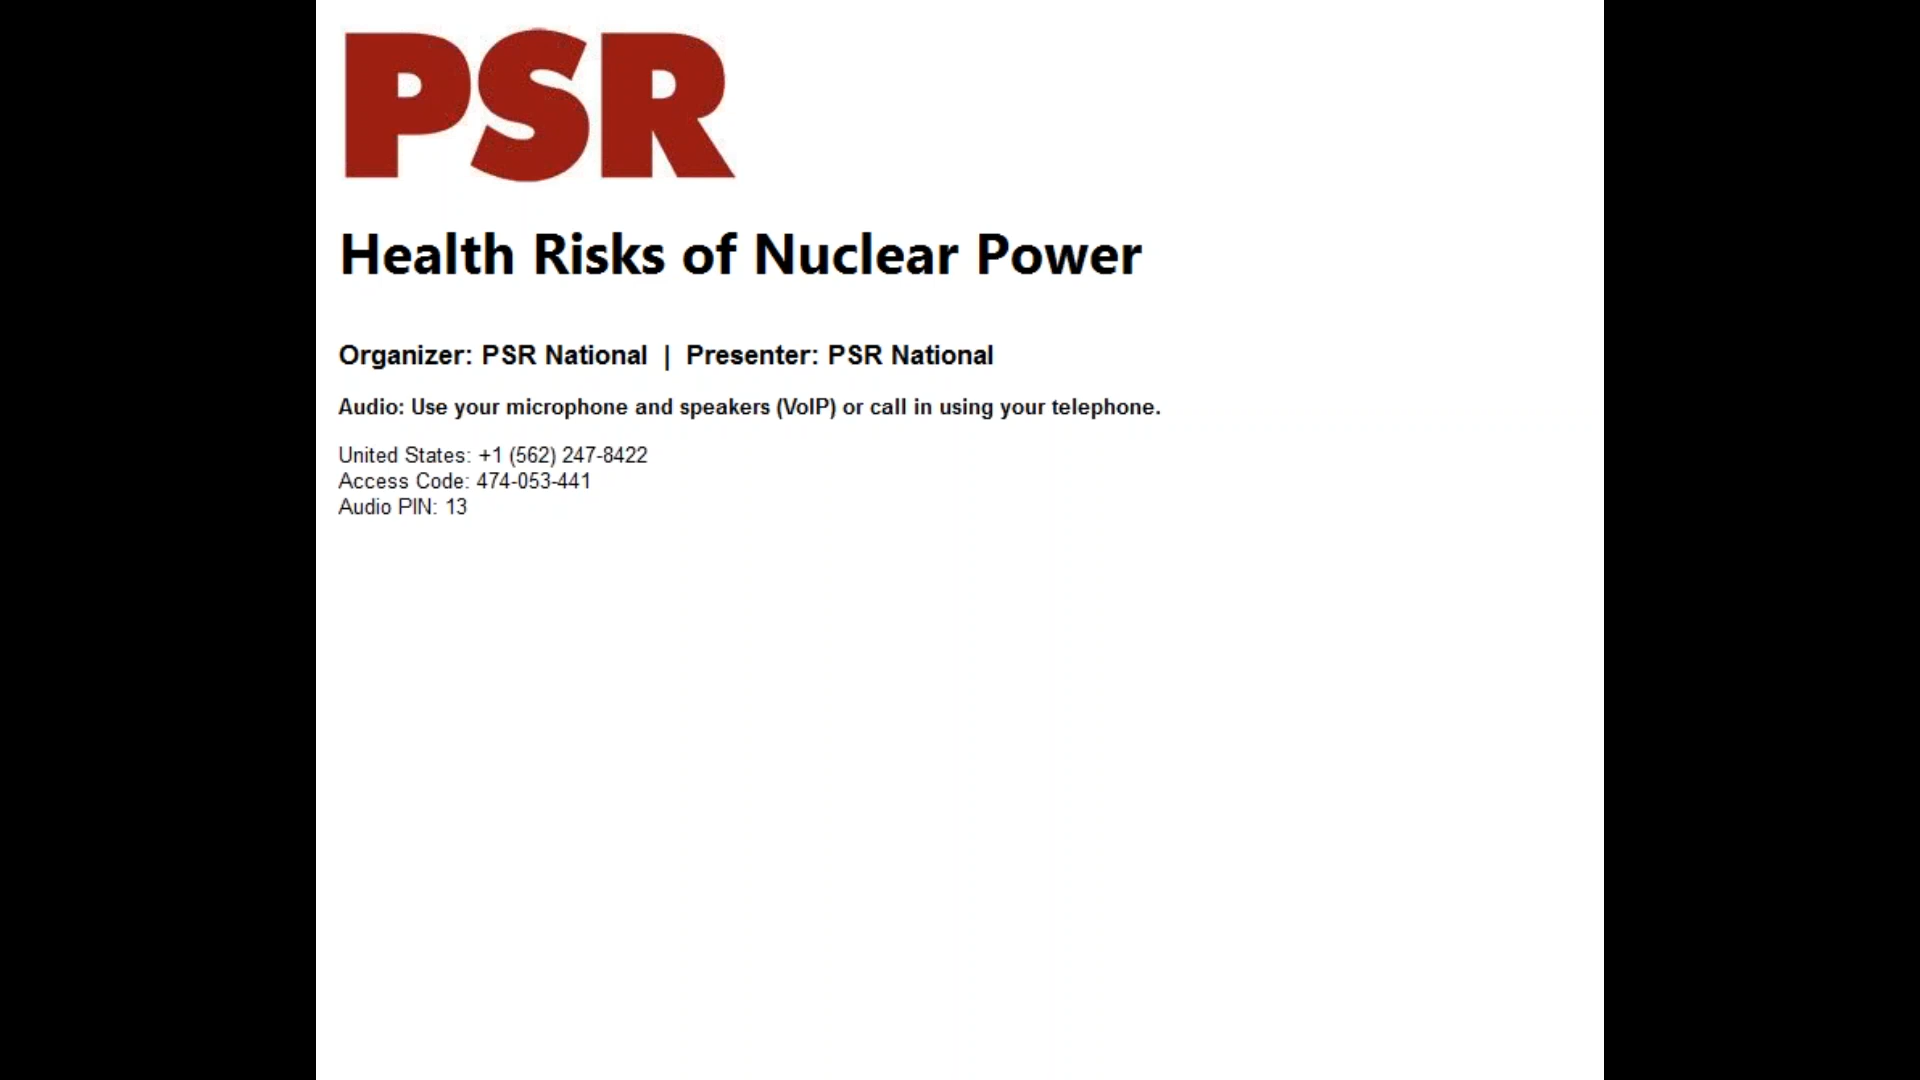 PSR
Health Risks of Nuclear Power
Organizer: PSR National | Presenter: PSR National
Audio: Use your microphone and speakers (VoIP) or call in using your telephone.
United States: +1 (562) 247-8422
Access Code: 474-053-441
Audio PIN: 13